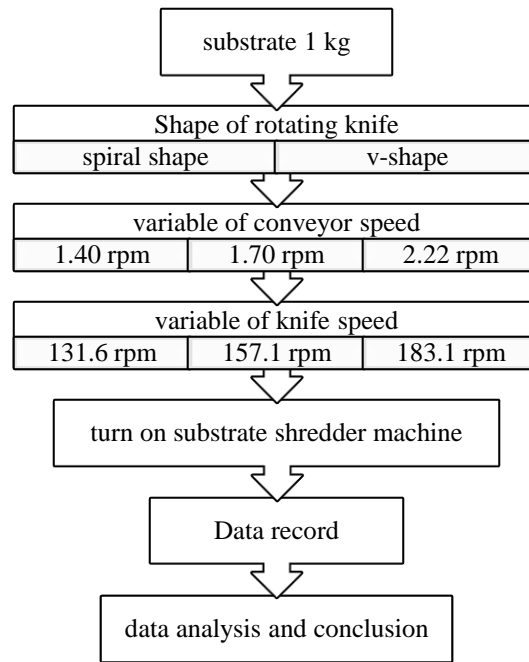 substrate 1 kg
Shape of rotating knife
spiral shape v-shape
variable of conveyor speed
1.40 rpm 1.70 rpm 2.22 rpm
variable of knife speed
131.6 rpm 157.1 rpm 183.1 rpm
turn on substrate shredder machine
Data record
data analysis and conclusion